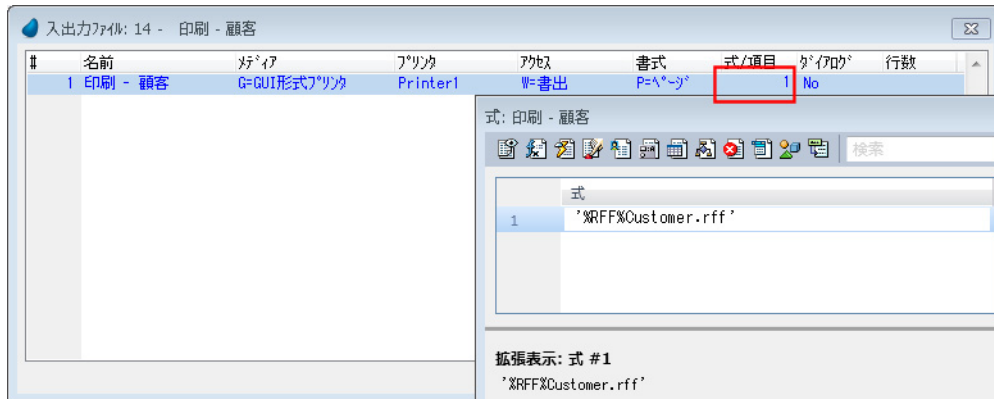 入出力ﾌｧｲﾙ: 14 - 印刷 - 顧客
# 名前 ﾒﾃﾞｨｱ ﾌﾟﾘﾝﾀ ｱｸｾｽ 書式 式/項目 ﾀﾞｲｱﾛｸﾞ 行数
1 印刷 - 顧客 G=GUI形式ﾌﾟﾘﾝﾀ Printer1 W=書出 P=ﾍﾟｰｼﾞ 1 No
式: 印刷 - 顧客
検索
式
1 '%RFF%Customer.rff'
拡張表示: 式 #1
'%RFF%Customer.rff'